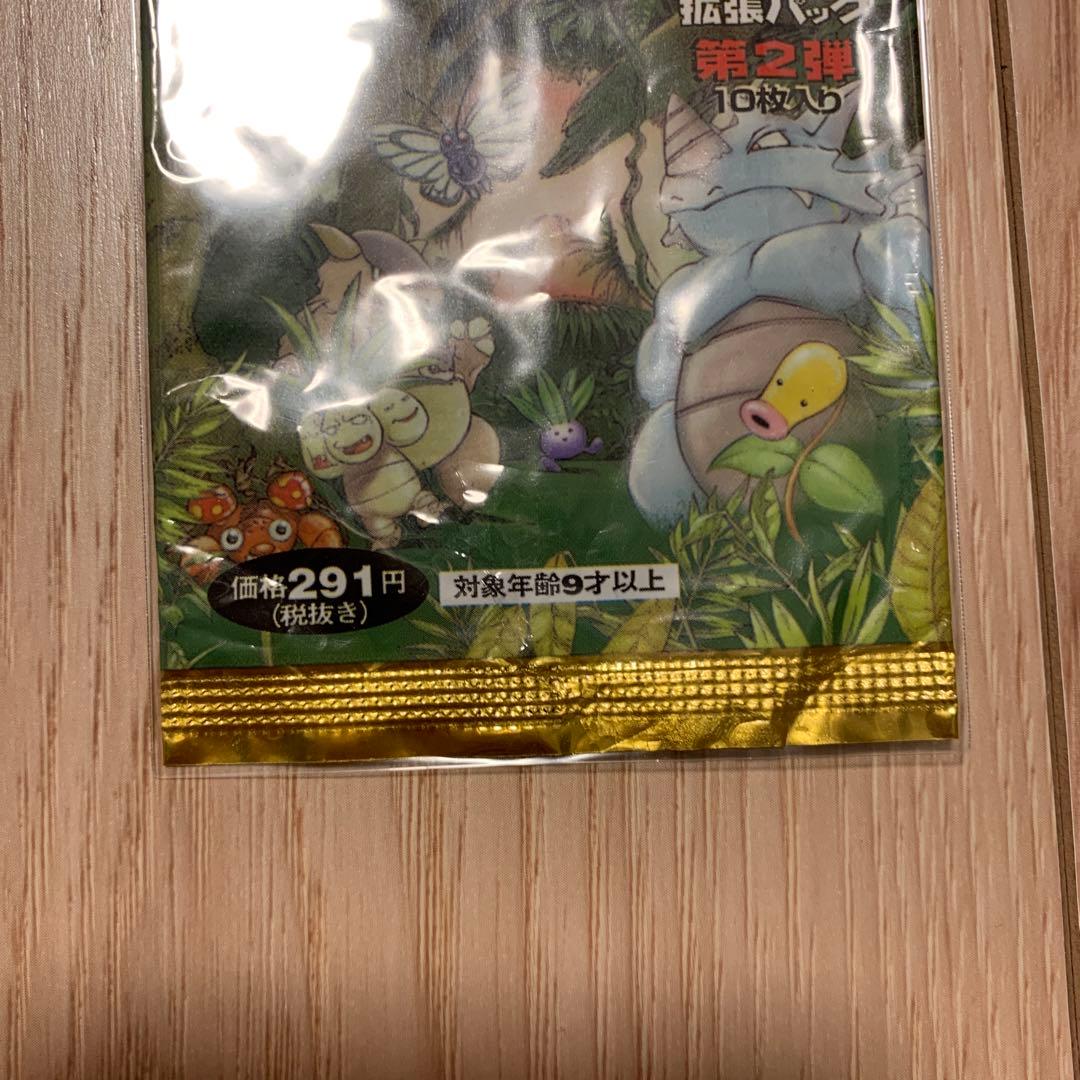 拡張パック
第2弾
10枚入り
価格291円
(税抜き)
対象年齢9才以上